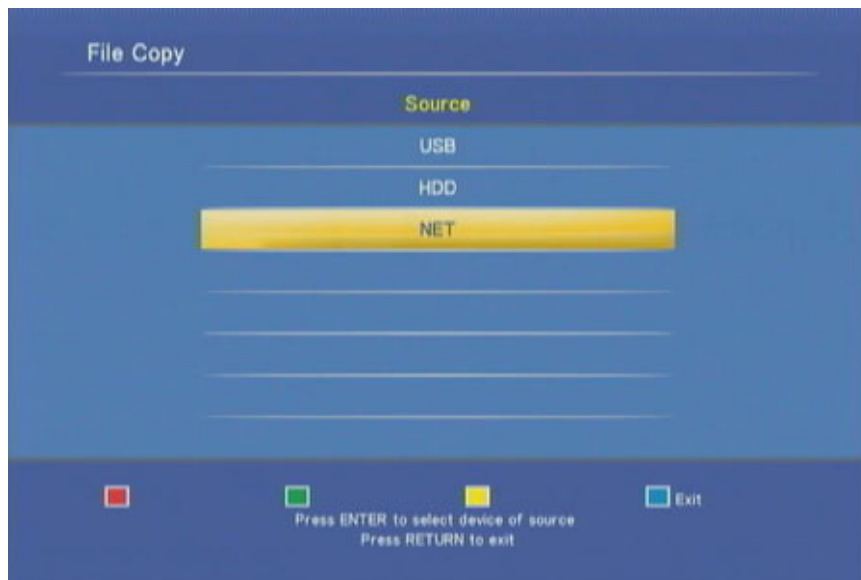 File Copy
Source
USB
HDD
NET
Exit
Press ENTER to select device of source
Press RETURN to exit